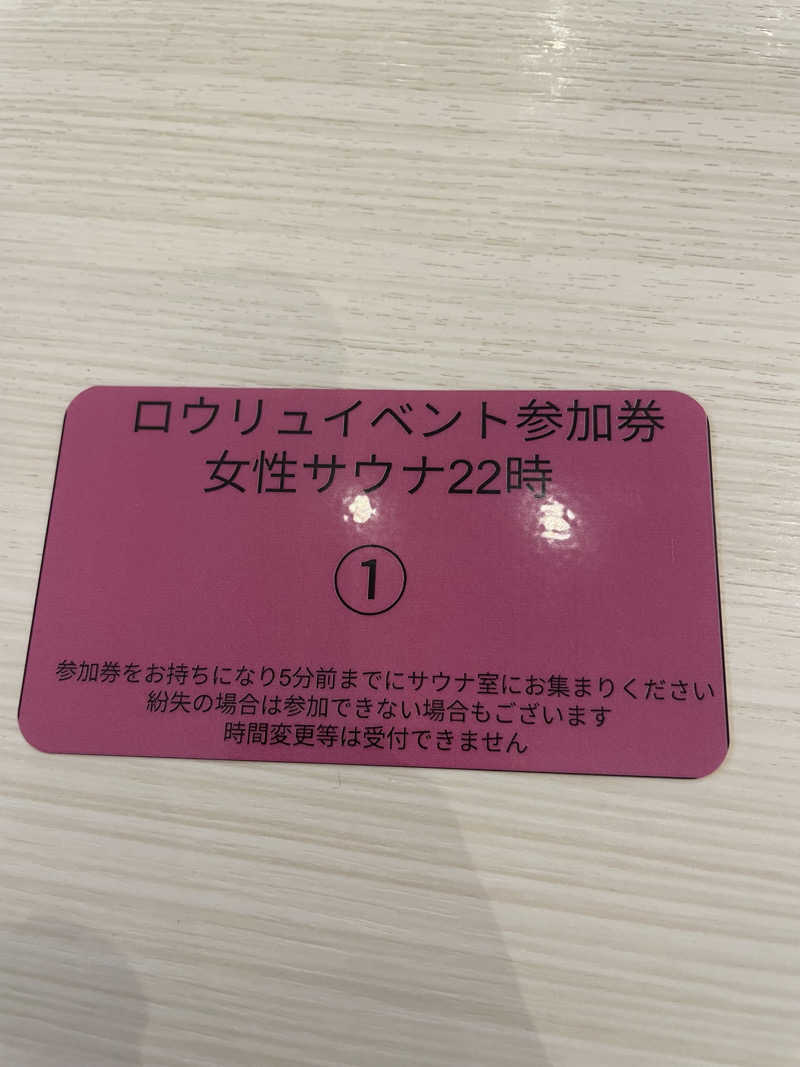 ロウリュイベント参加券
女性サウナ22時
①
参加券をお持ちになり5分前までにサウナ室にお集まりください
紛失の場合は参加できない場合もございます
時間変更等は受付できません